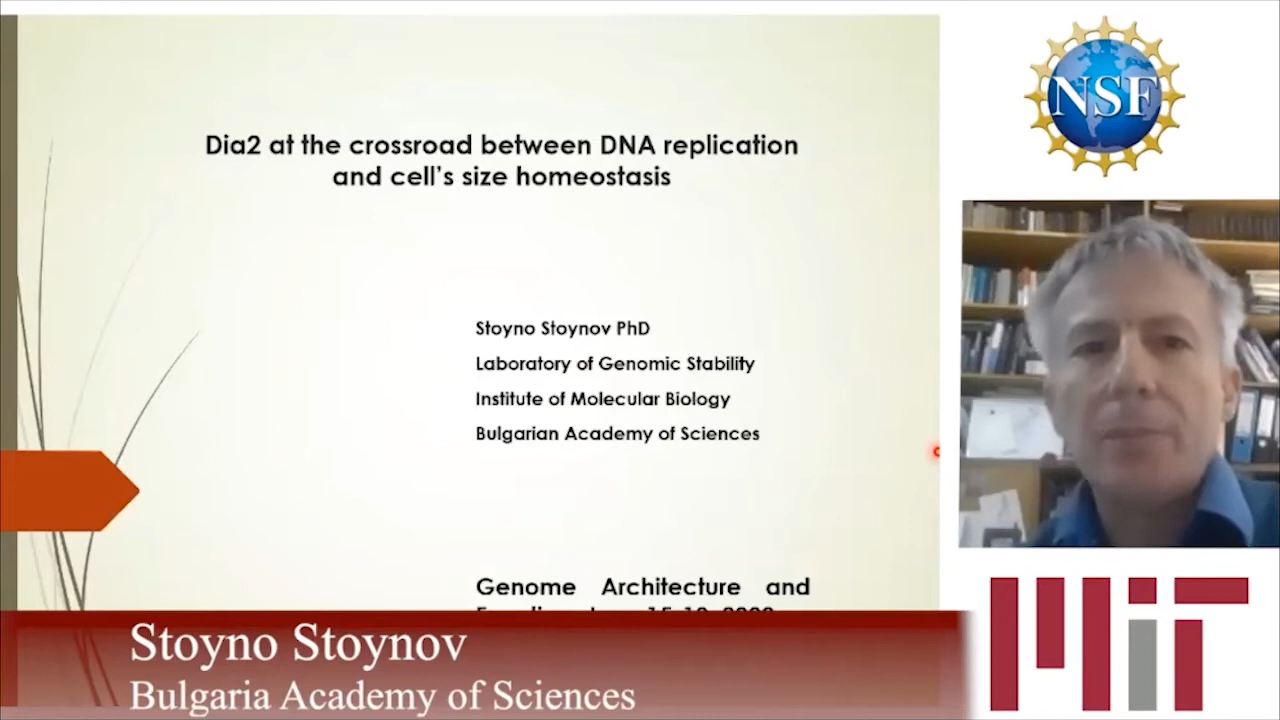 Dia2 at the crossroad between DNA replication
and cell's size homeostasis
Stoyno Stoynov PhD
Laboratory of Genomic Stability
Institute of Molecular Biology
Bulgarian Academy of Sciences
Genome Architecture and
Stoyno Stoynov
Bulgaria Academy of Sciences
NSF
MIT